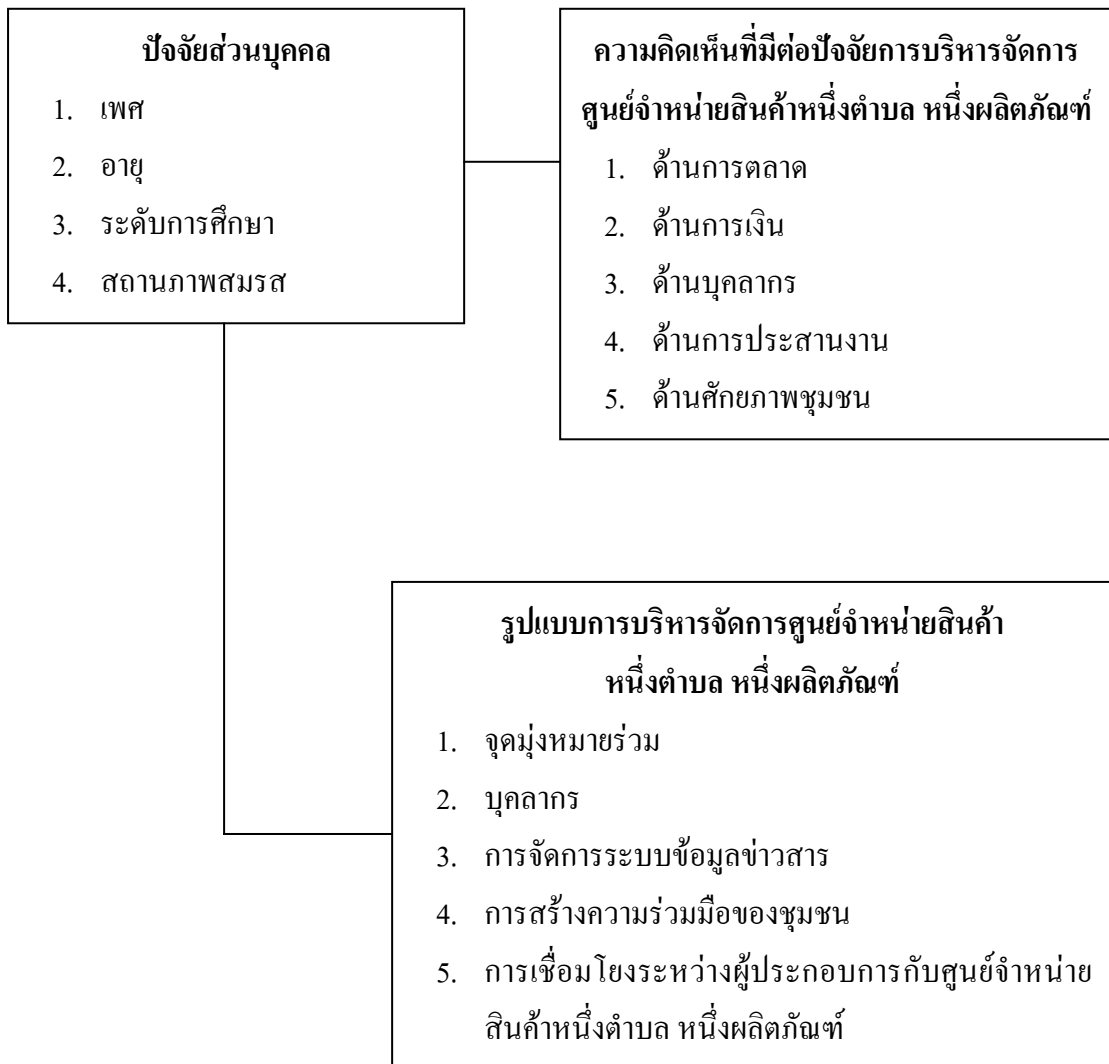 ปัจจัยส่วนบุคคล
1. เพศ
2. อายุ
3. ระดับการศึกษา
4. สถานภาพสมรส
ความคิดเห็นที่มีต่อปัจจัยการบริหารจัดการ
ศูนย์จำหน่ายสินค้าหนึ่งตำบล หนึ่งผลิตภัณฑ์
1. ด้านการตลาด
2. ด้านการเงิน
3. ด้านบุคลากร
4. ด้านการประสานงาน
5. ด้านศักยภาพชุมชน
รูปแบบการบริหารจัดการศูนย์จำหน่ายสินค้า
หนึ่งตำบล หนึ่งผลิตภัณฑ์
1. จุดมุ่งหมายร่วม
2. บุคลากร
3. การจัดการระบบข้อมูลข่าวสาร
4. การสร้างความร่วมมือของชุมชน
5. การเชื่อมโยงระหว่างผู้ประกอบการกับศูนย์จำหน่าย
สินค้าหนึ่งตำบล หนึ่งผลิตภัณฑ์